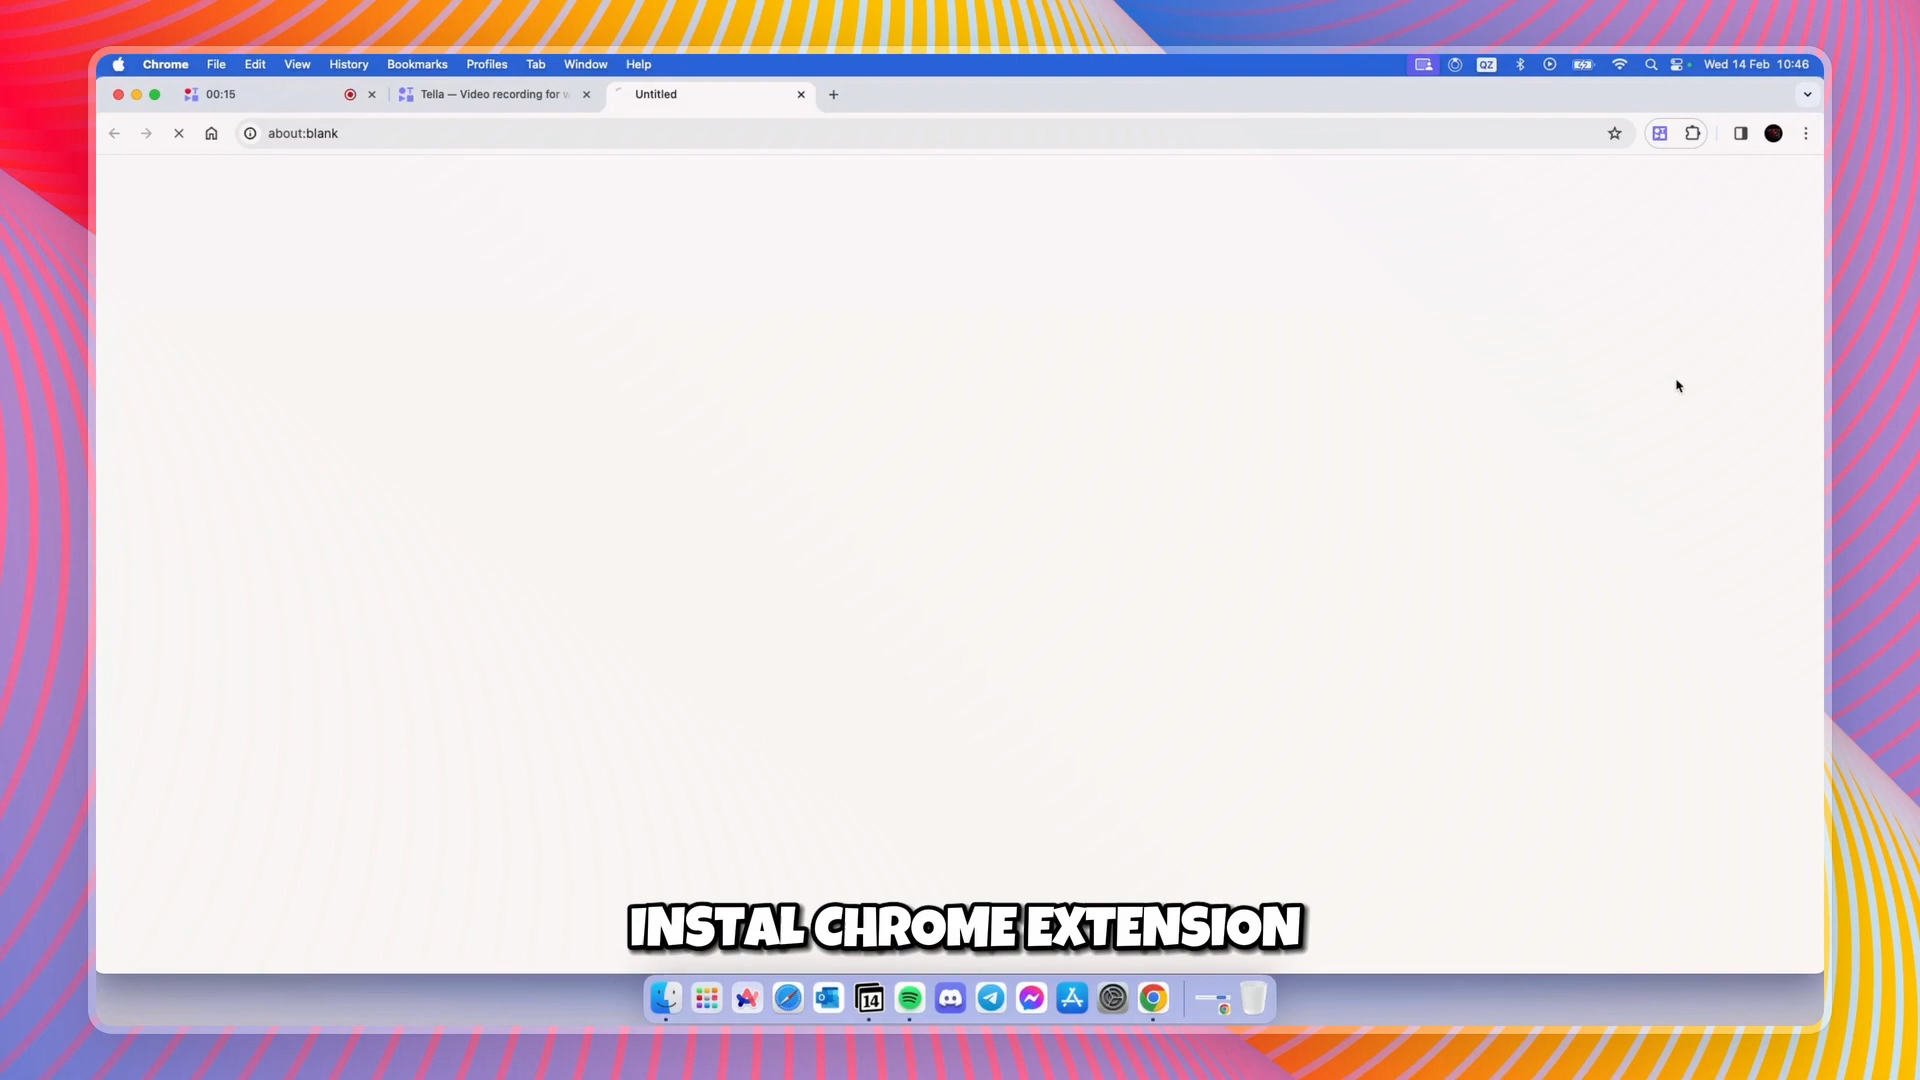 Chrome File Edit View History Bookmarks Profiles Tab Window Help QZ Wed 14 Feb 10:46
00:15 Tella — Video recording for Untitled
about:blank
INSTAL CHROME EXTENSION
14